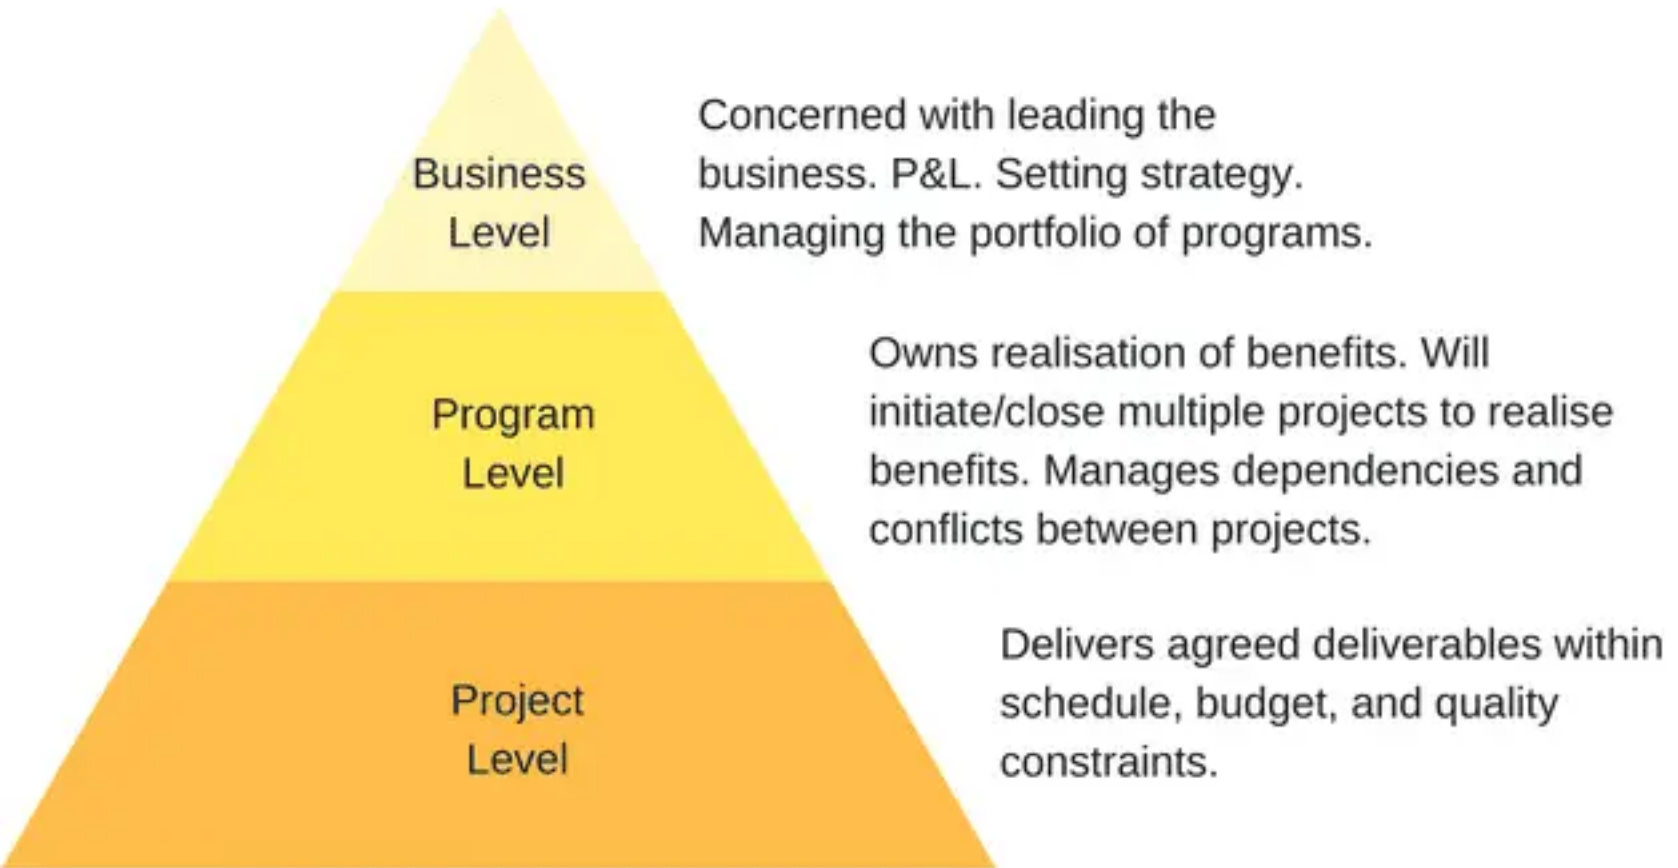 Business
Level
Concerned with leading the
business. P&L. Setting strategy.
Managing the portfolio of programs.
Program
Level
Owns realisation of benefits. Will
initiate/close multiple projects to realise
benefits. Manages dependencies and
conflicts between projects.
Project
Level
Delivers agreed deliverables within
schedule, budget, and quality
constraints.